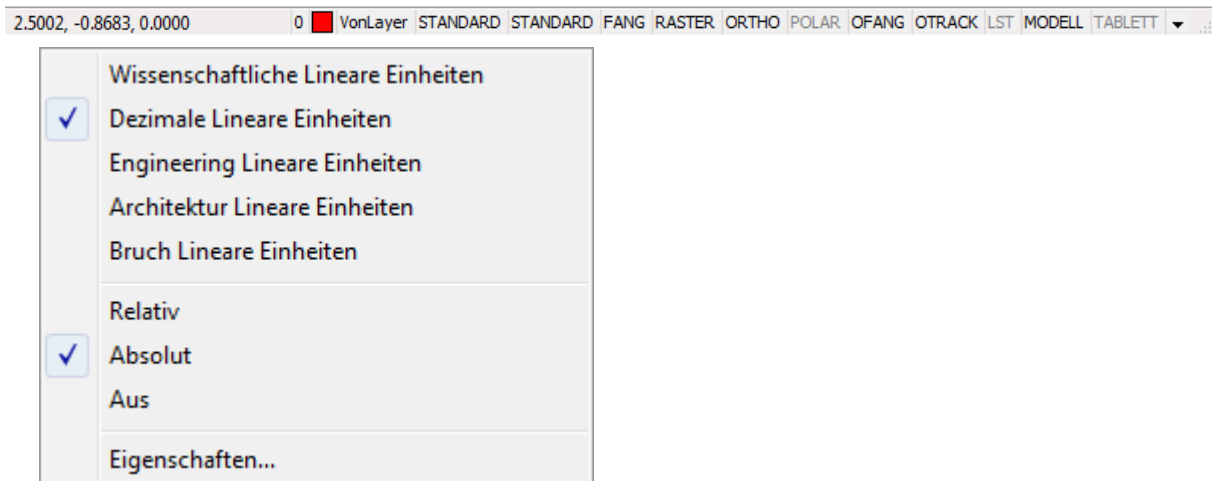 2.5002, -0.8683, 0.0000 0 VonLayer STANDARD STANDARD FANG RASTER ORTHO POLAR OFANG OTRACK LST MODELL TABLETT
Wissenschaftliche Lineare Einheiten
Dezimale Lineare Einheiten
Engineering Lineare Einheiten
Architektur Lineare Einheiten
Bruch Lineare Einheiten
Relativ
Absolut
Aus
Eigenschaften...